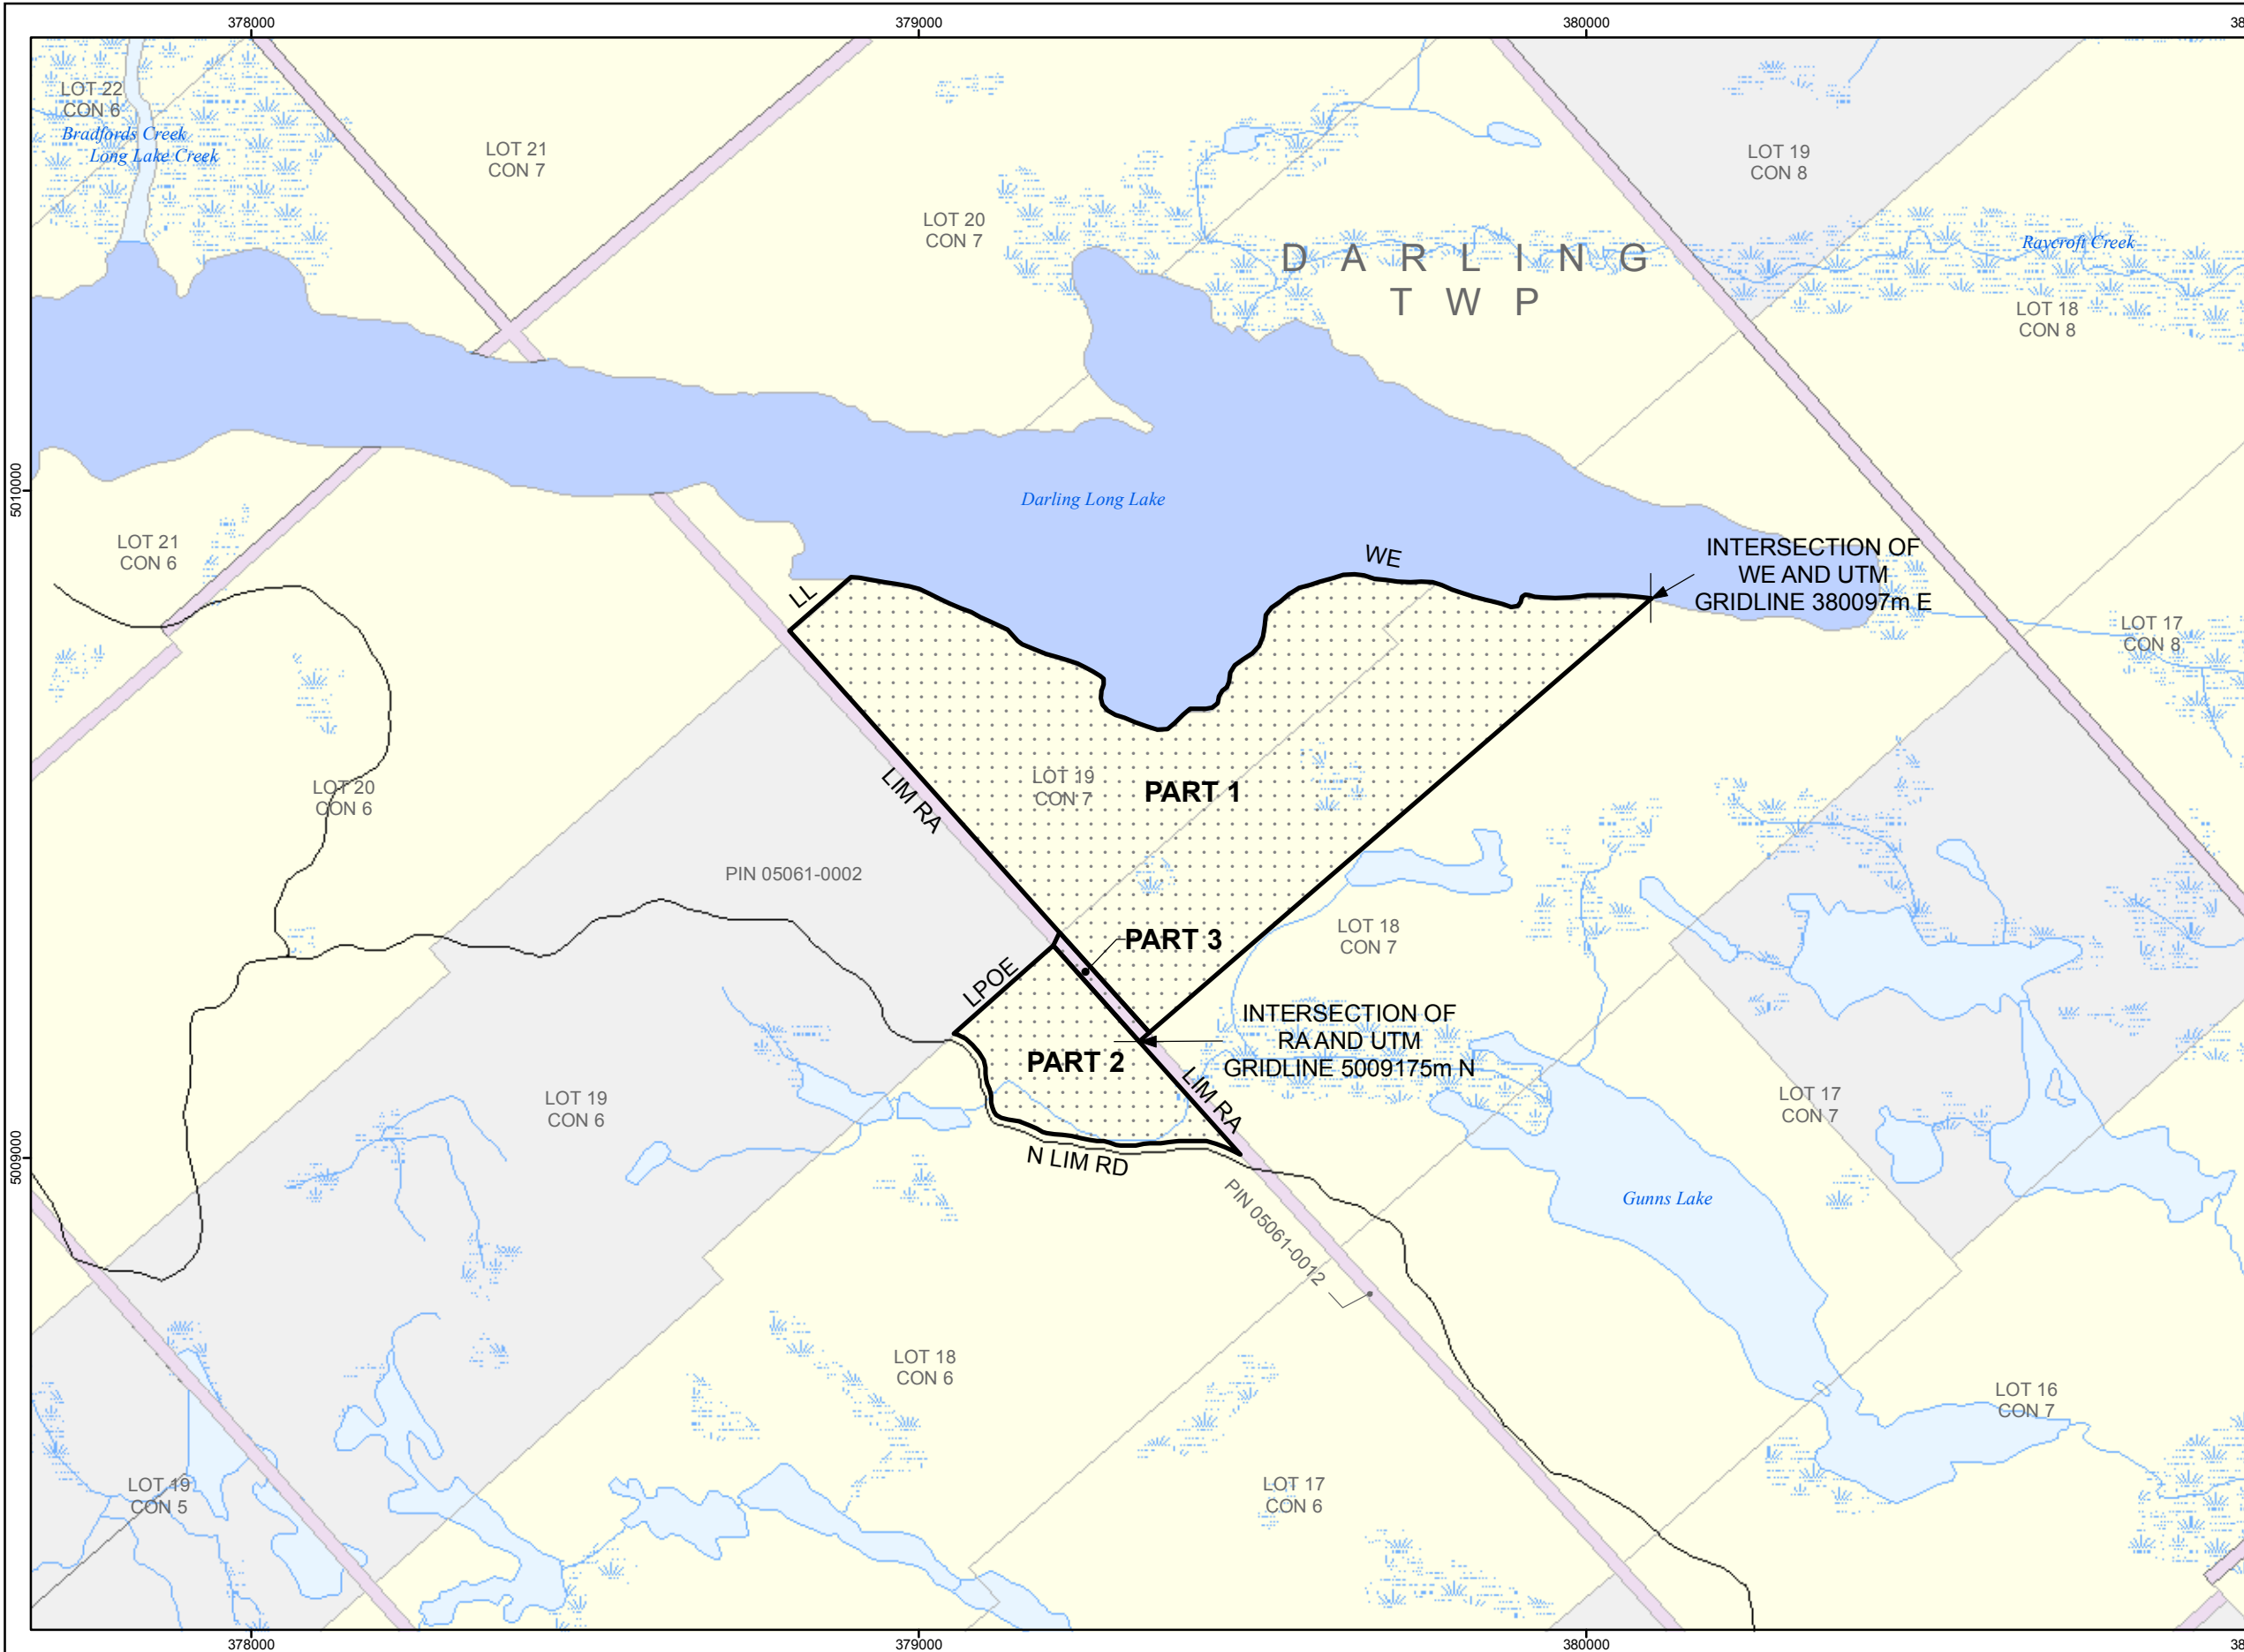 378000
379000
380000
38
LOT 22
CON 6
Bradfords Creek
Long Lake Creek
LOT 21
CON 7
LOT 20
CON 7
LOT 19
CON 8
DARLING
TWP
Raycroft Creek
LOT 18
CON 8
5010000
Darling Long Lake
LOT 21
CON 6
WE
INTERSECTION OF
WE AND UTM
GRIDLINE 380097m E
LL
LOT 17
CON 8
LOT 20
CON 6
LIM RA
LOT 19
CON 7
PART 1
PIN 05061-0002
LOT 18
CON 7
PART 3
LPOE
INTERSECTION OF
RA AND UTM
GRIDLINE 5009175m N
PART 2
LIM RA
LOT 19
CON 6
LOT 17
CON 7
5009000
N LIM RD
PIN 05061-0012
Gunns Lake
LOT 18
CON 6
LOT 16
CON 7
LOT 19
CON 5
LOT 17
CON 6
378000
379000
380000
38